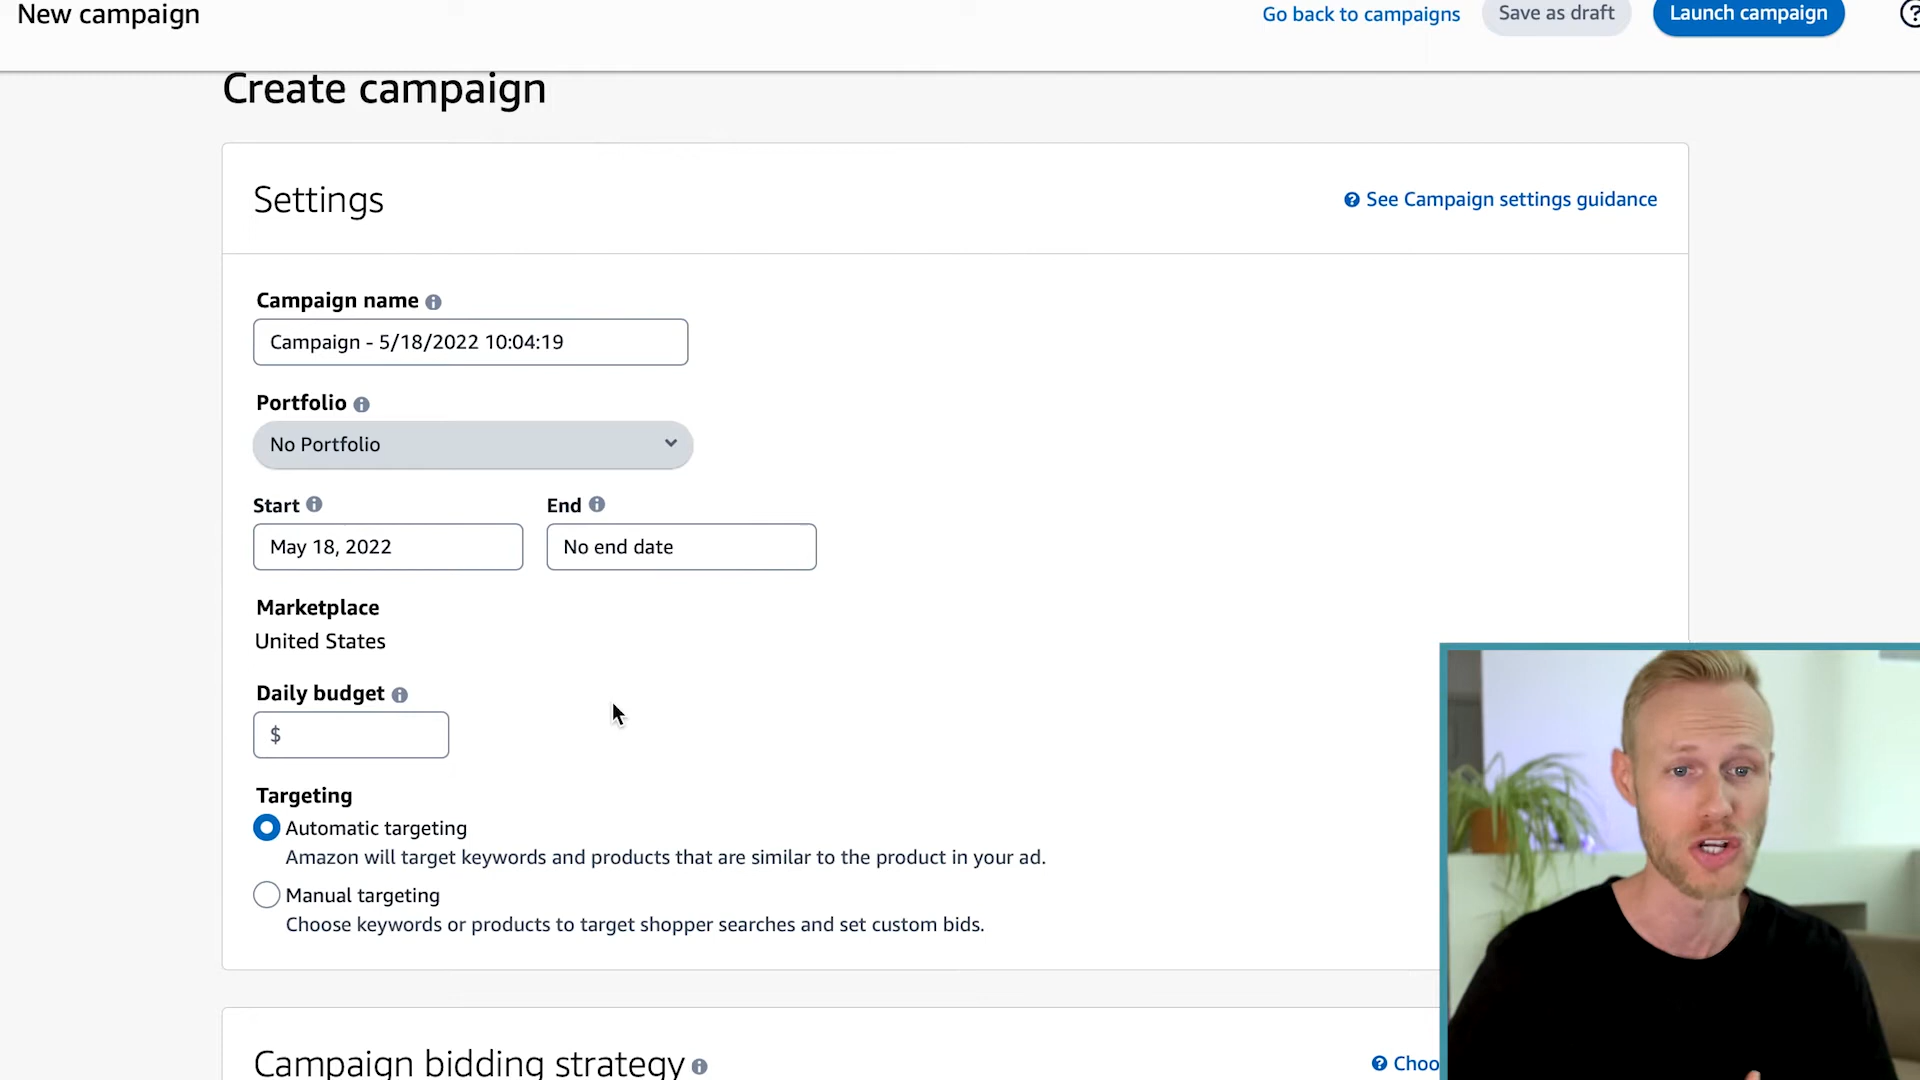 New campaign
Go back to campaigns
Save as draft
Launch campaign
Create campaign
Settings
See Campaign settings guidance
Campaign name
Campaign - 5/18/2022 10:04:19
Portfolio
No Portfolio
Start
End
May 18, 2022
No end date
Marketplace
United States
Daily budget
$
Targeting
Automatic targeting
Amazon will target keywords and products that are similar to the product in your ad.
Manual targeting
Choose keywords or products to target shopper searches and set custom bids.
Campaign bidding strategy
Choo